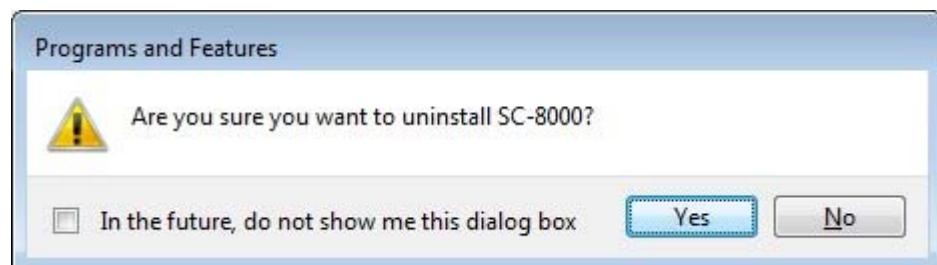 Programs and Features
Are you sure you want to uninstall SC-8000?
In the future, do not show me this dialog box
Yes
No